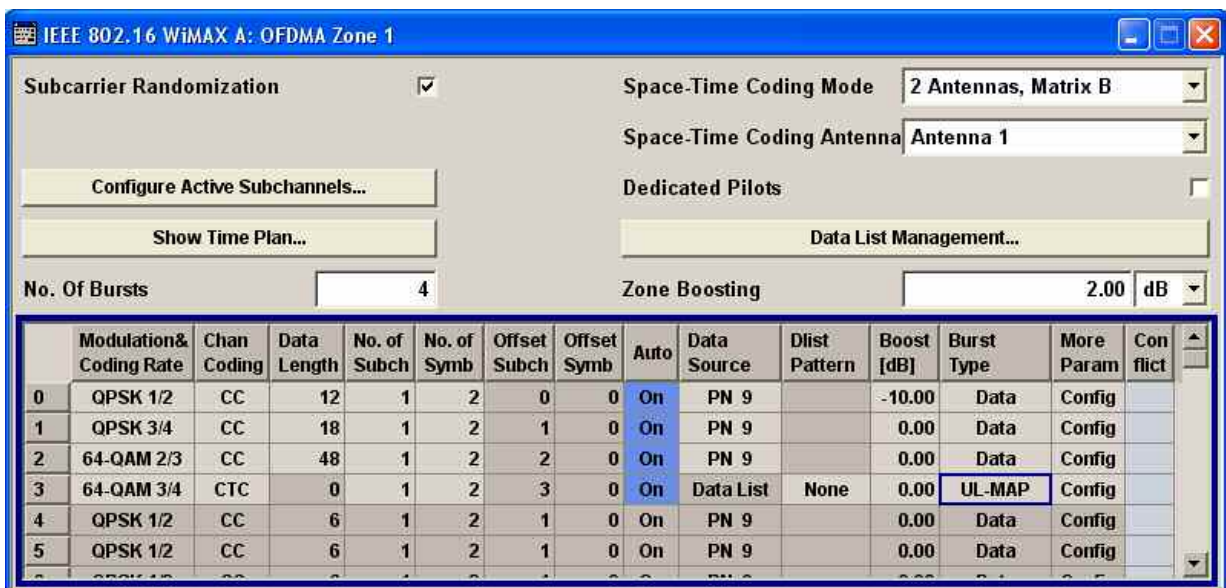 IEEE 802.16 WiMAX A: OFDMA Zone 1
Subcarrier Randomization
Space-Time Coding Mode 2 Antennas, Matrix B
Space-Time Coding Antenna Antenna 1
Configure Active Subchannels... Dedicated Pilots
Show Time Plan... Data List Management...
No. Of Bursts 4 Zone Boosting 2.00 dB
Modulation& Chan Data No. of No. of Offset Offset Auto Data Dlist Boost Burst More Con
Coding Rate Coding Length Subch Symb Subch Symb Source Pattern [dB] Type Param flict
0 QPSK 1/2 CC 12 1 2 0 0 On PN 9 -10.00 Data Config
1 QPSK 3/4 CC 18 1 2 1 0 On PN 9 0.00 Data Config
2 64-QAM 2/3 CC 48 1 2 2 0 On PN 9 0.00 Data Config
3 64-QAM 3/4 CTC 0 1 2 3 0 On Data List None 0.00 UL-MAP Config
4 QPSK 1/2 CC 6 1 2 1 0 On PN 9 0.00 Data Config
5 QPSK 1/2 CC 6 1 2 1 0 On PN 9 0.00 Data Config